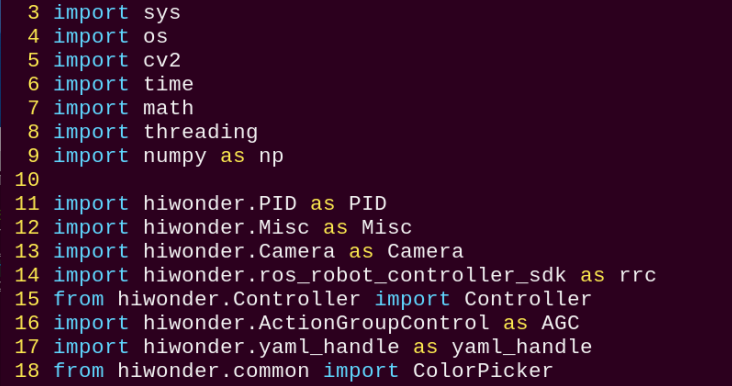 3 import sys
4 import os
5 import cv2
6 import time
7 import math
8 import threading
9 import numpy as np
10
11 import hiwonder.PID as PID
12 import hiwonder.Misc as Misc
13 import hiwonder.Camera as Camera
14 import hiwonder.ros_robot_controller_sdk as rrc
15 from hiwonder.Controller import Controller
16 import hiwonder.ActionGroupControl as AGC
17 import hiwonder.yaml_handle as yaml_handle
18 from hiwonder.common import ColorPicker